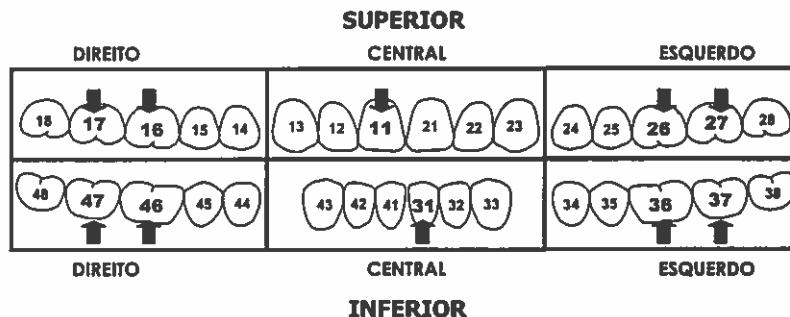 SUPERIOR
DIREITO CENTRAL ESQUERDO
18 17 16 15 14 13 12 11 21 22 23 24 25 26 27 28
48 47 46 45 44 43 42 41 31 32 33 34 35 36 37 38
DIREITO CENTRAL ESQUERDO
INFERIOR